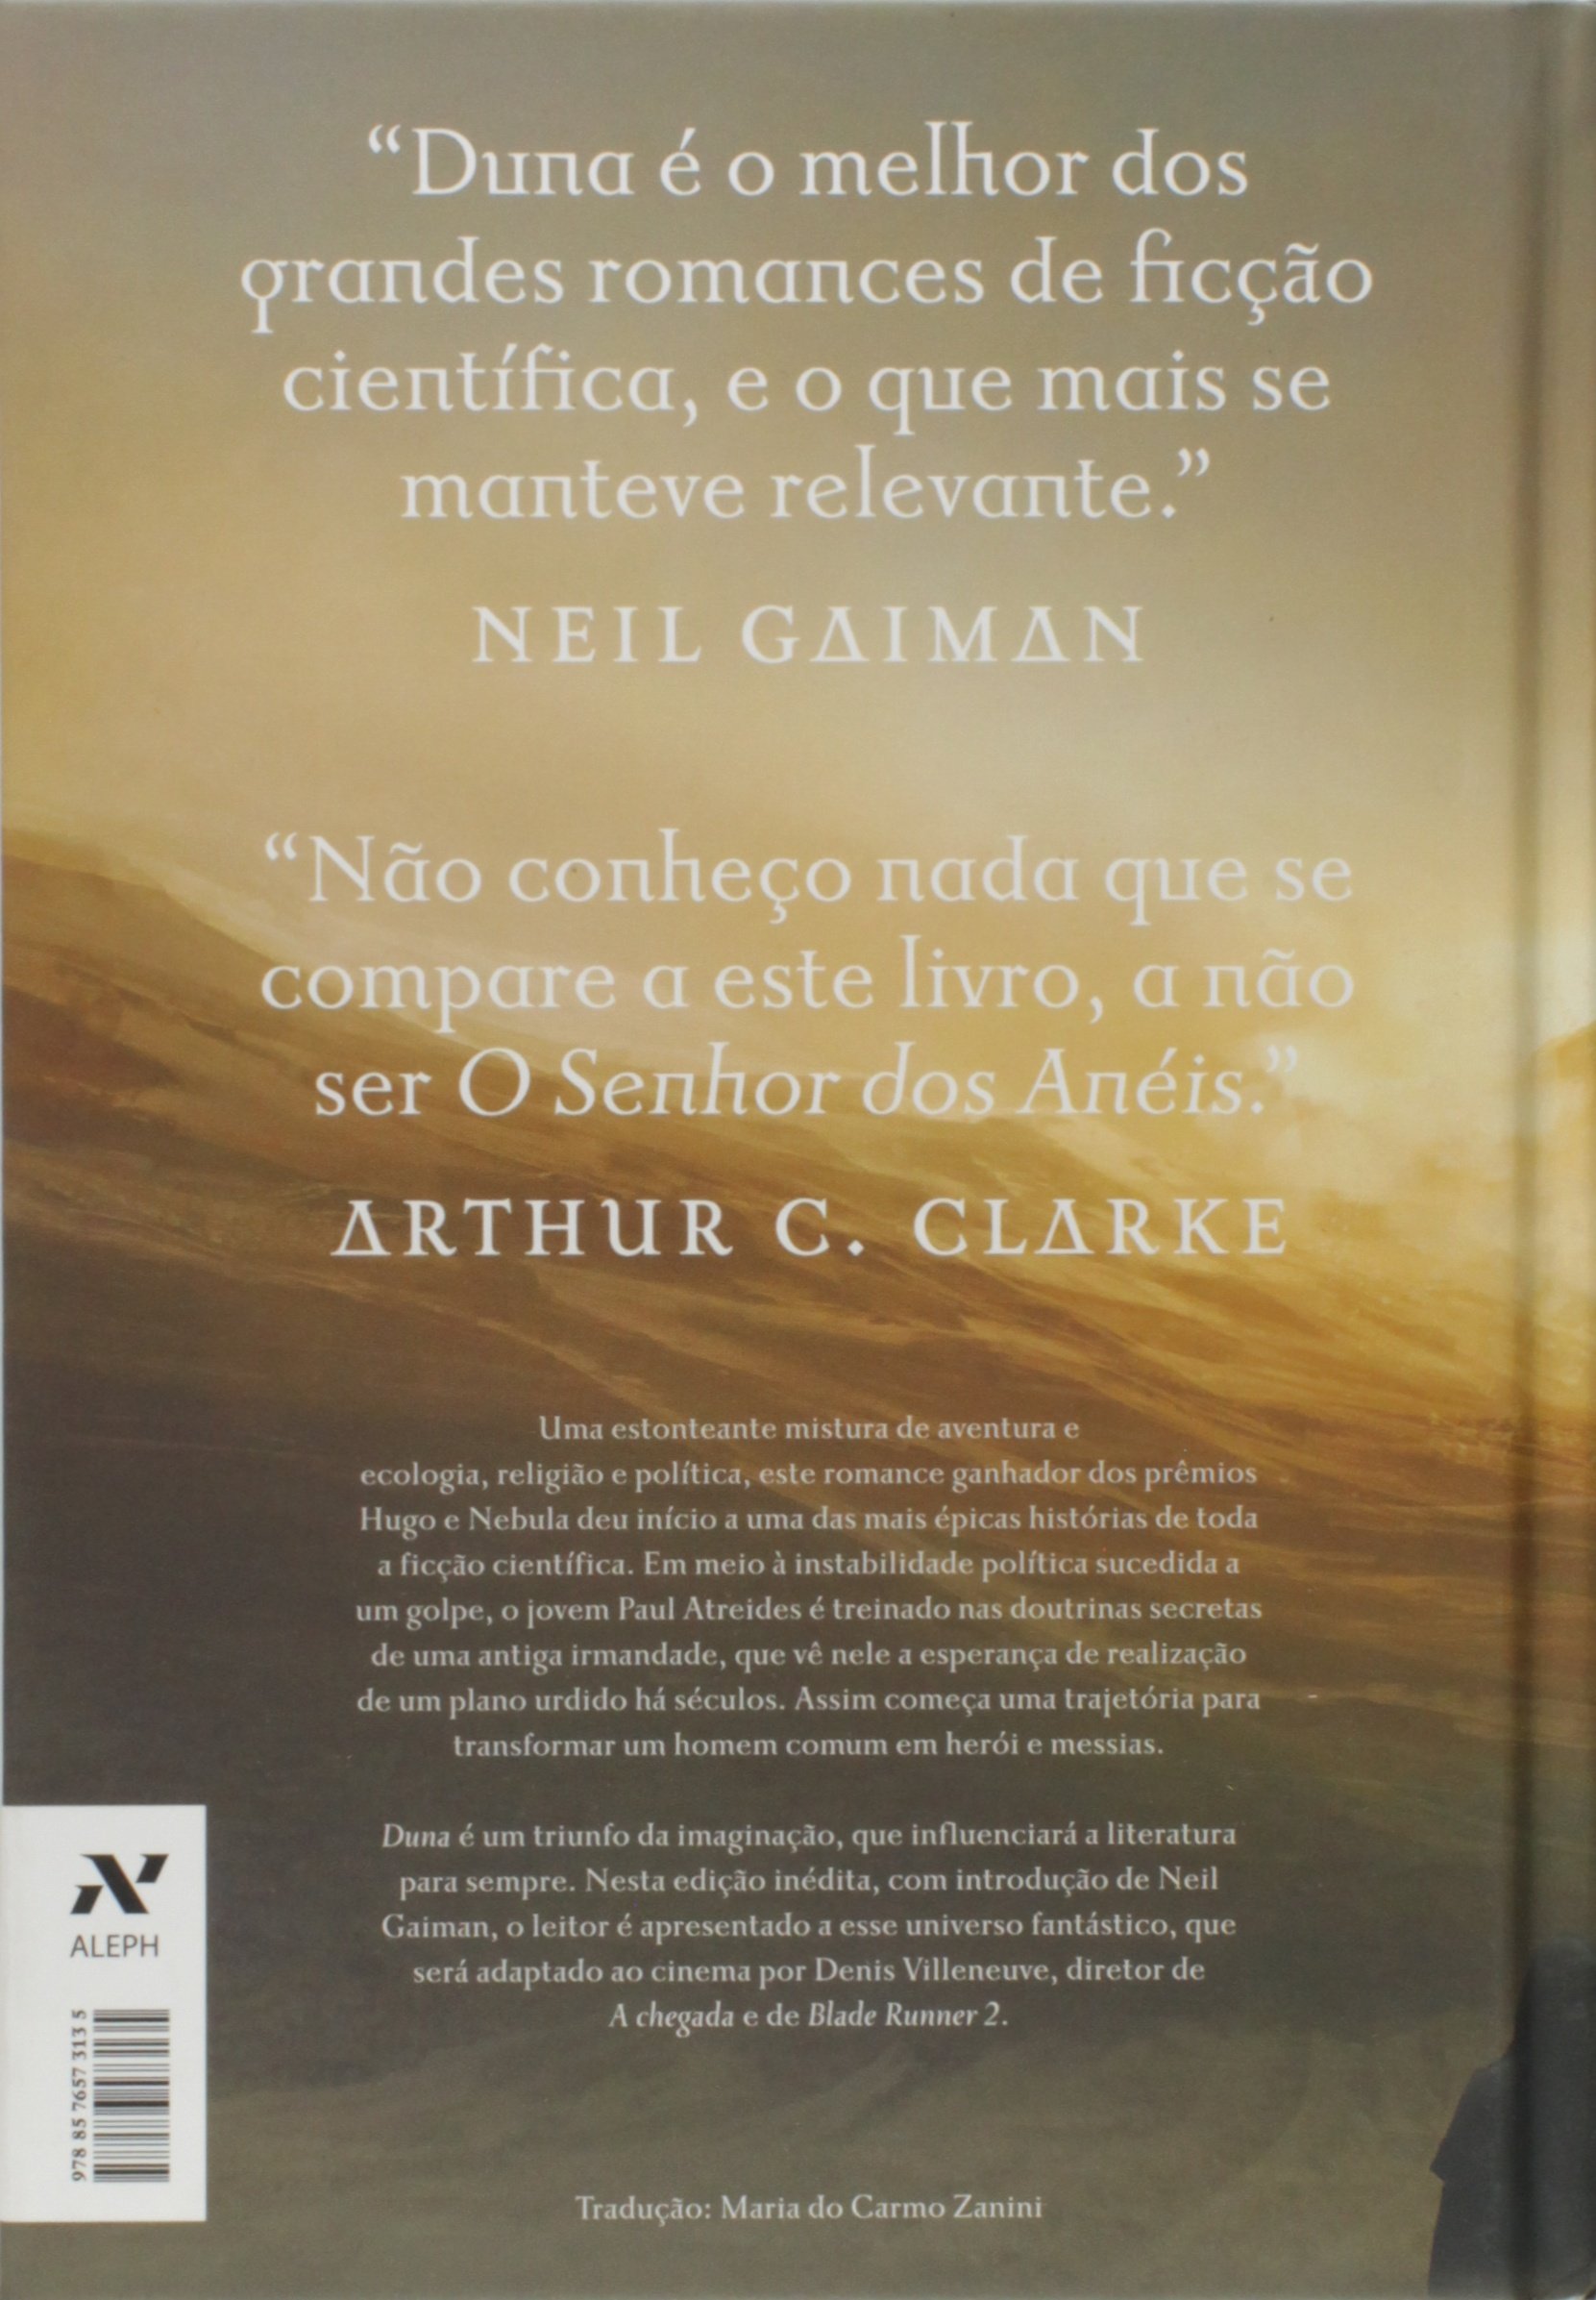 “Duna é o melhor dos
grandes romances de ficção
científica, e o que mais se
manteve relevante.”
NEIL GAIMAN
“Não conheço nada que se
compare a este livro, a não
ser O Senhor dos Anéis.”
ARTHUR C. CLARKE
Uma estonteante mistura de aventura e
ecologia, religião e política, este romance ganhador dos prêmios
Hugo e Nebula deu início a uma das mais épicas histórias de toda
a ficção científica. Em meio à instabilidade política sucedida a
um golpe, o jovem Paul Atreides é treinado nas doutrinas secretas
de uma antiga irmandade, que vê nele a esperança de realização
de um plano urdido há séculos. Assim começa uma trajetória para
transformar um homem comum em herói e messias.
Duna é um triunfo da imaginação, que influenciará a literatura
para sempre. Nesta edição inédita, com introdução de Neil
Gaiman, o leitor é apresentado a esse universo fantástico, que
será adaptado ao cinema por Denis Villeneuve, diretor de
A chegada e de Blade Runner 2.
ALEPH
978 85 7657 313 5
Tradução: Maria do Carmo Zanini